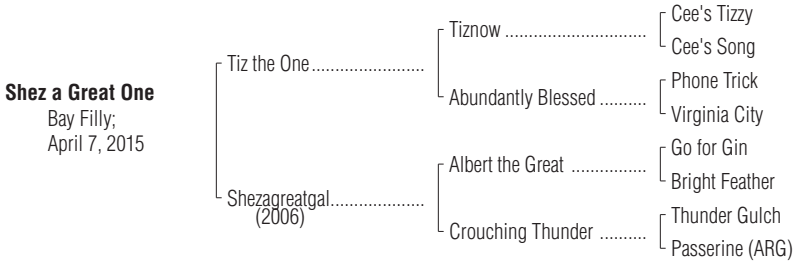 Cee's Tizzy
Tiznow ..............................
Cee's Song
Tiz the One........................
Phone Trick
Abundantly Blessed ..........
Virginia City
Shez a Great One
Bay Filly;
April 7, 2015
Go for Gin
Albert the Great ................
Bright Feather
Shezagreatgal....................
(2006)
Thunder Gulch
Crouching Thunder ..........
Passerine (ARG)